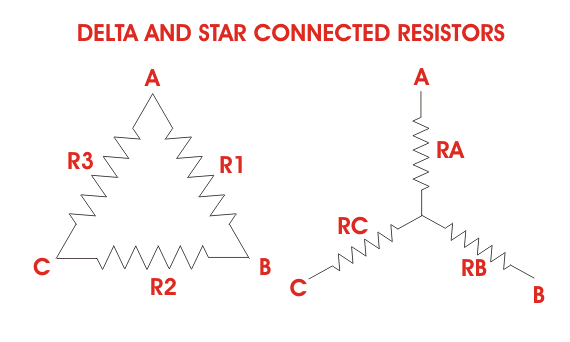 DELTA AND STAR CONNECTED RESISTORS
A
R3
R1
C
B
R2
A
RA
RC
RB
C
B